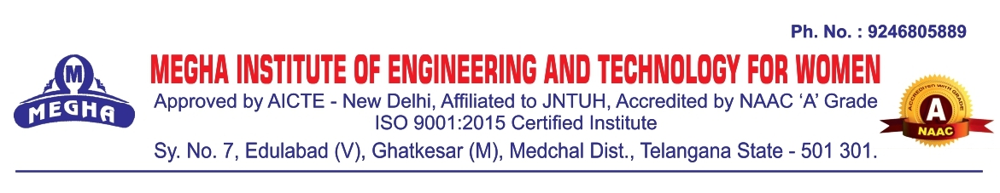 Ph. No. : 9246805889
M
MEGHA
MEGHA INSTITUTE OF ENGINEERING AND TECHNOLOGY FOR WOMEN
Approved by AICTE - New Delhi, Affiliated to JNTUH, Accredited by NAAC ‘A’ Grade
ISO 9001:2015 Certified Institute
Sy. No. 7, Edulabad (V), Ghatkesar (M), Medchal Dist., Telangana State - 501 301.
ACCREDITED WITH GRADE
A
NAAC